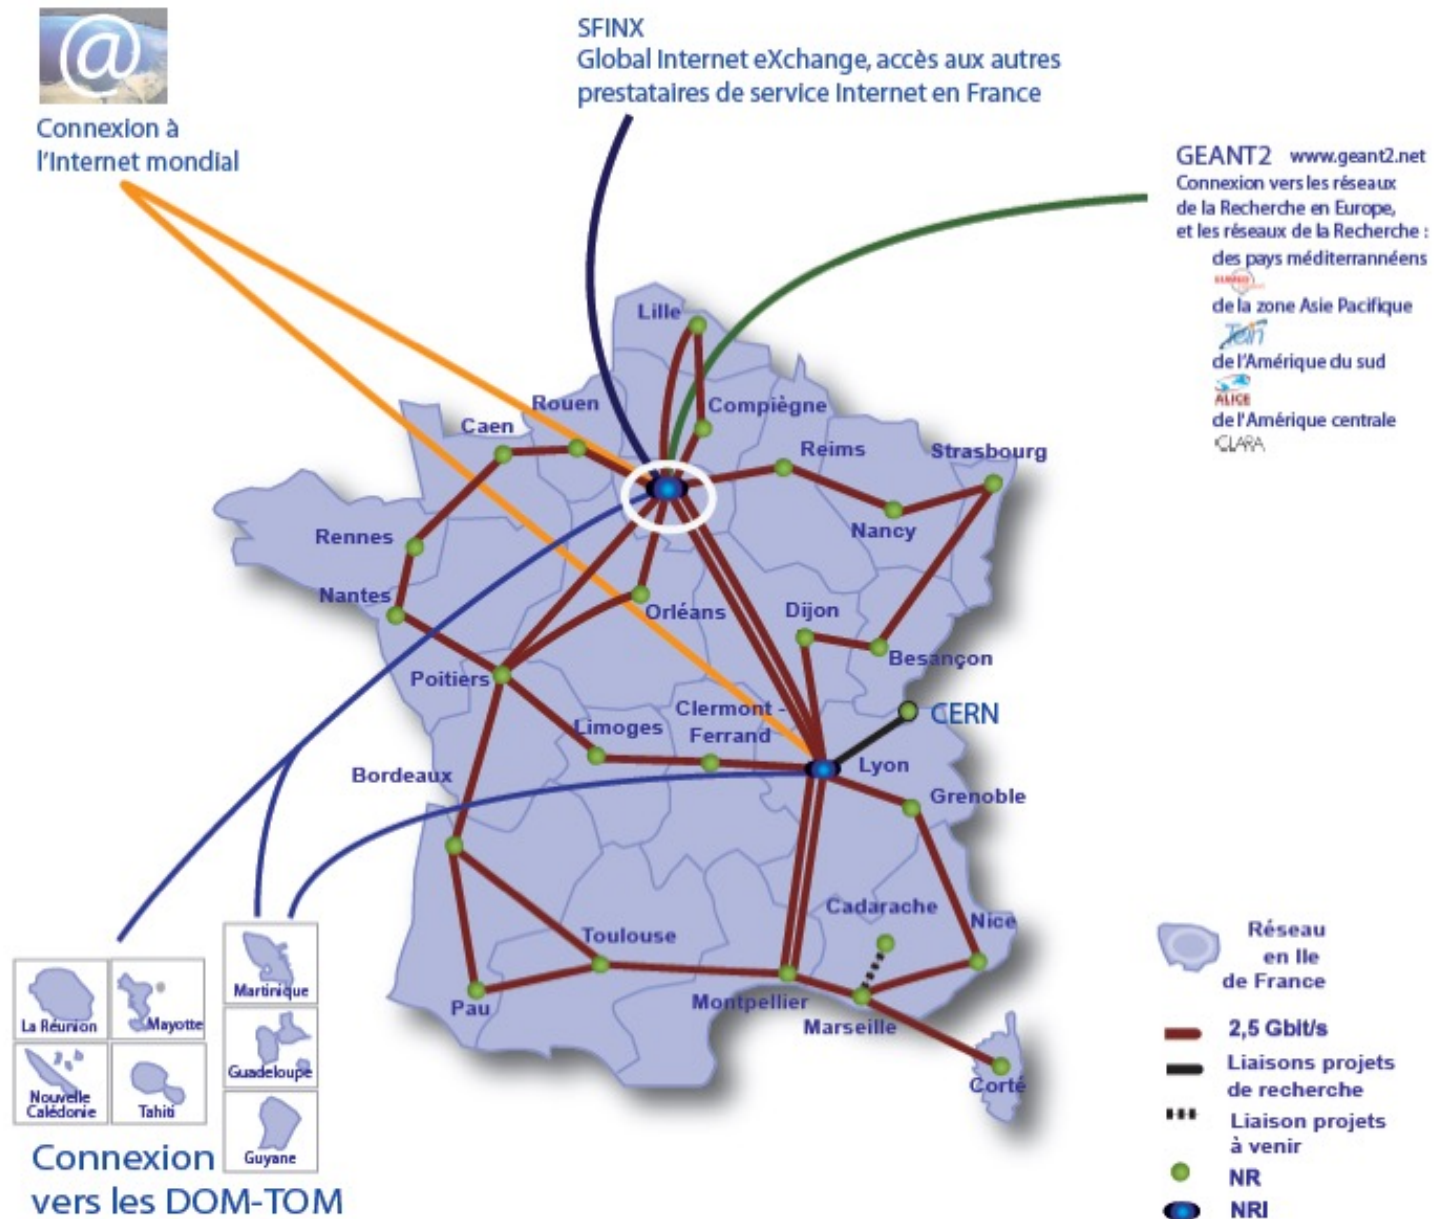 @
Connexion à
l'Internet mondial
SFINX
Global Internet eXchange, accès aux autres
prestataires de service Internet en France
GEANT2 www.geant2.net
Connexion vers les réseaux
de la Recherche en Europe,
et les réseaux de la Recherche :
des pays méditerrannéens
de la zone Asie Pacifique
Tein
de l'Amérique du sud
ALICE
de l'Amérique centrale
CLARA
Lille
Rouen
Compiègne
Caen
Reims
Strasbourg
Rennes
Nancy
Nantes
Orléans
Dijon
Besançon
Poitiers
Clermont -
Ferrand
CERN
Limoges
Lyon
Bordeaux
Grenoble
Cadarache
Nice
Toulouse
Pau
Montpellier
Marseille
Corté
La Réunion
Mayotte
Nouvelle
Calédonie
Tahiti
Martinique
Guadeloupe
Guyane
Connexion
vers les DOM-TOM
Réseau
en Ile
de France
2,5 Gbit/s
Liaisons projets
de recherche
Liaison projets
à venir
NR
NRI